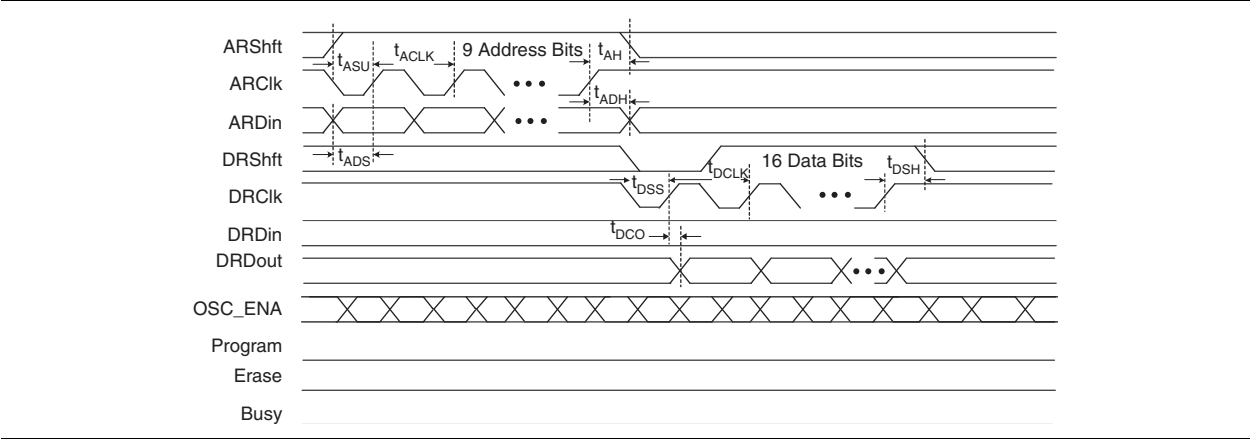 ARShft
tASU
tACLK
9 Address Bits
tAH
ARClk
tADH
ARDin
tADS
DRShft
tDCLK
16 Data Bits
tDSH
tDSS
DRClk
DRDin
tDCO
DRDout
OSC_ENA
Program
Erase
Busy